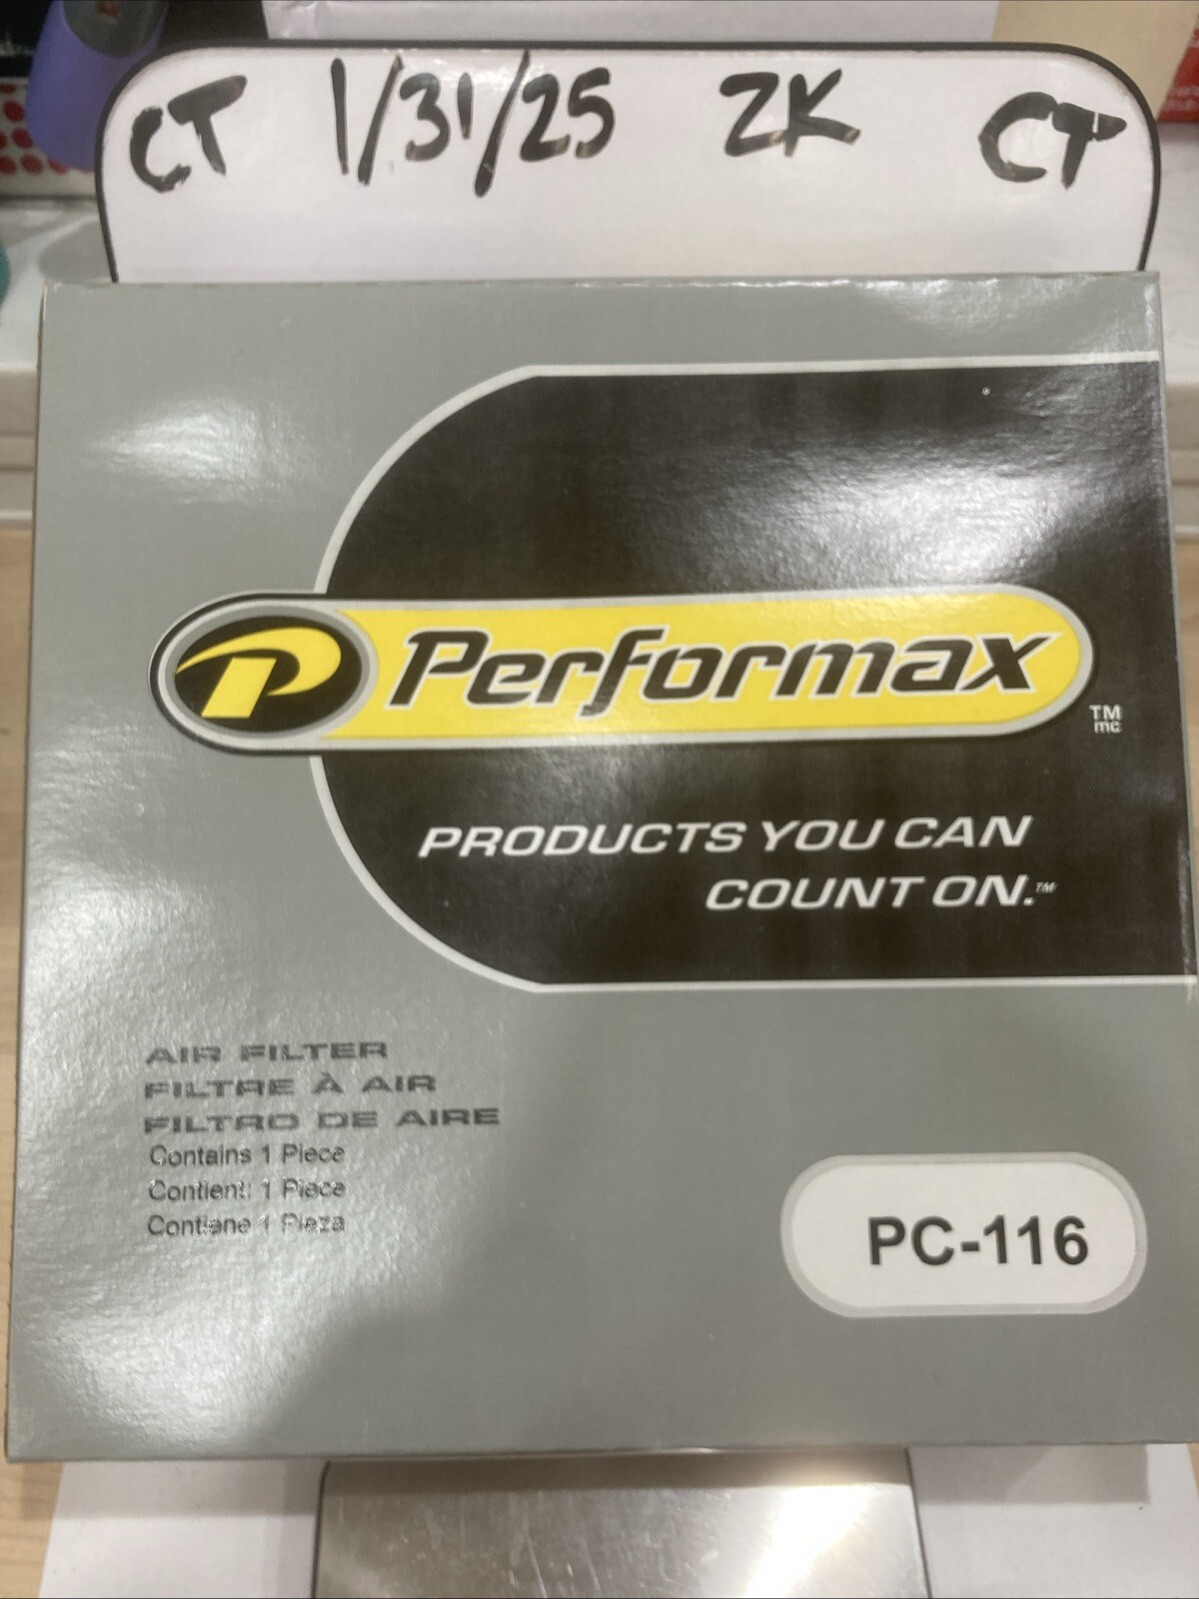 CT 1/31/25 ZK CT
Performax
TM
mc
PRODUCTS YOU CAN
COUNT ON.™
AIR FILTER
FILTRE À AIR
FILTRO DE AIRE
Contains 1 Piece
Contient: 1 Piece
Contiene 1 Pieza
PC-116